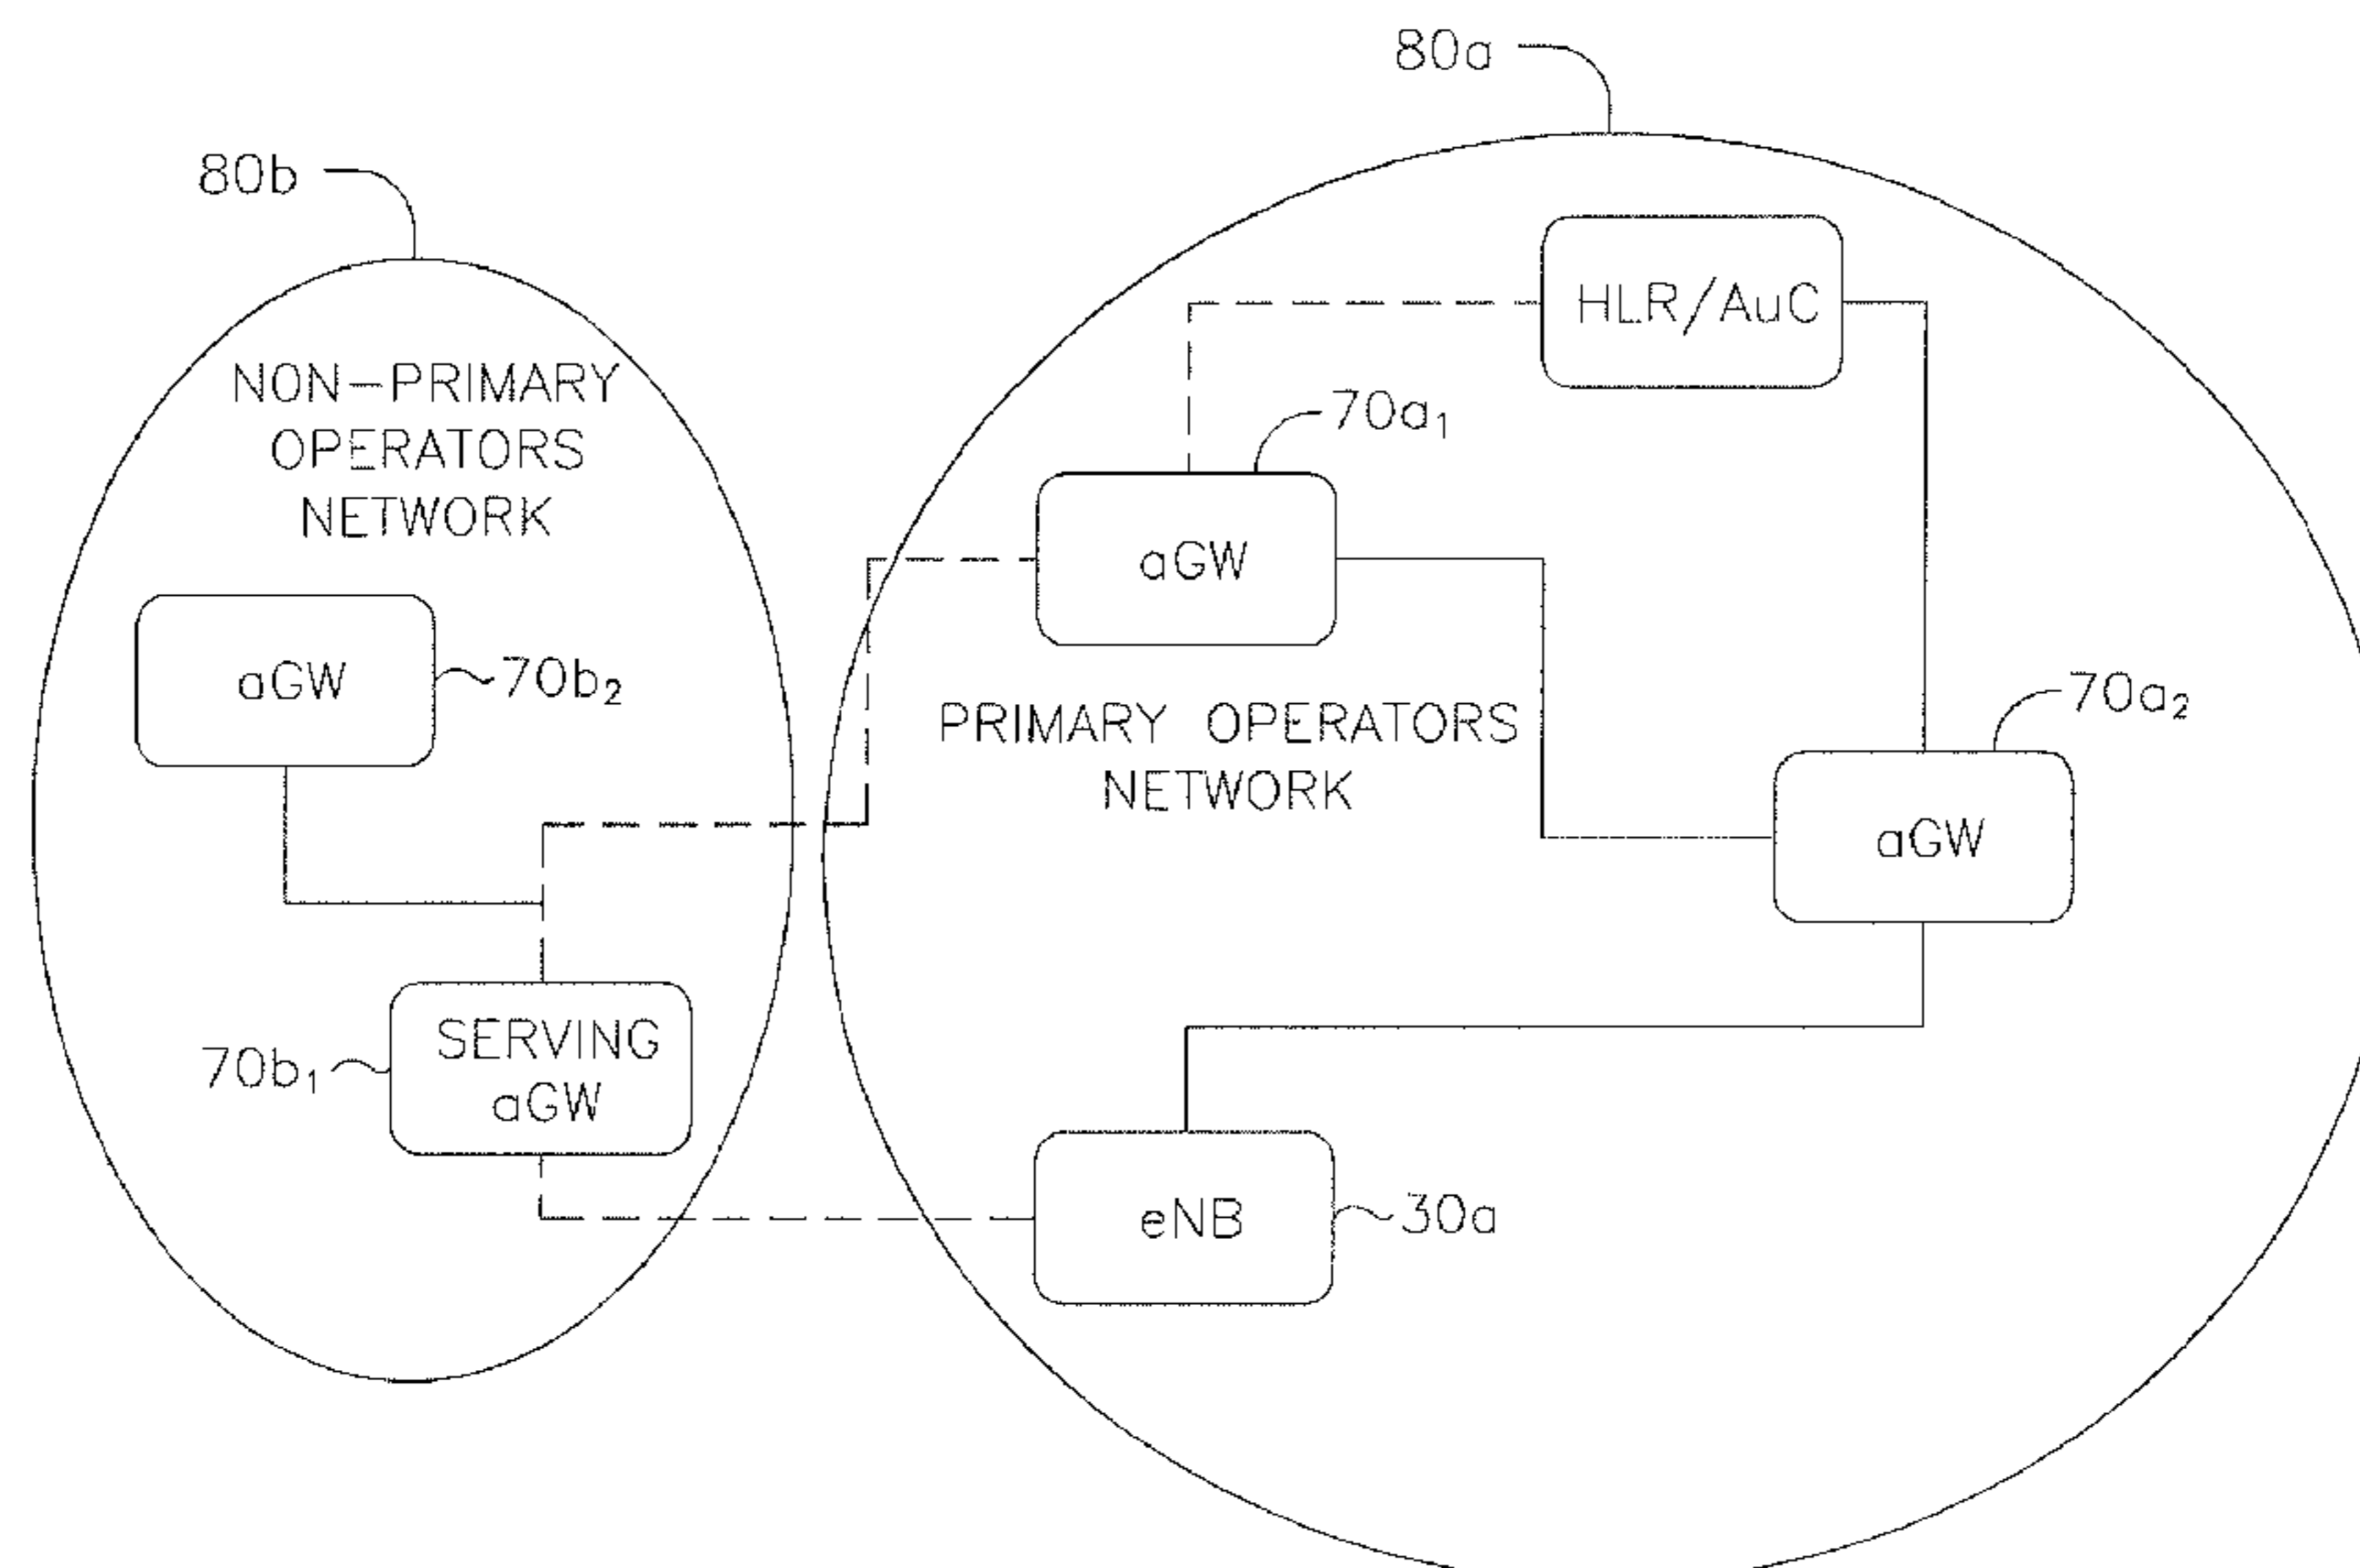 80a
80b
HLR/AuC
NON-PRIMARY
OPERATORS
NETWORK
70a₁
aGW
aGW
70b₂
PRIMARY OPERATORS
NETWORK
70a₂
aGW
SERVING
aGW
70b₁
eNB
30a